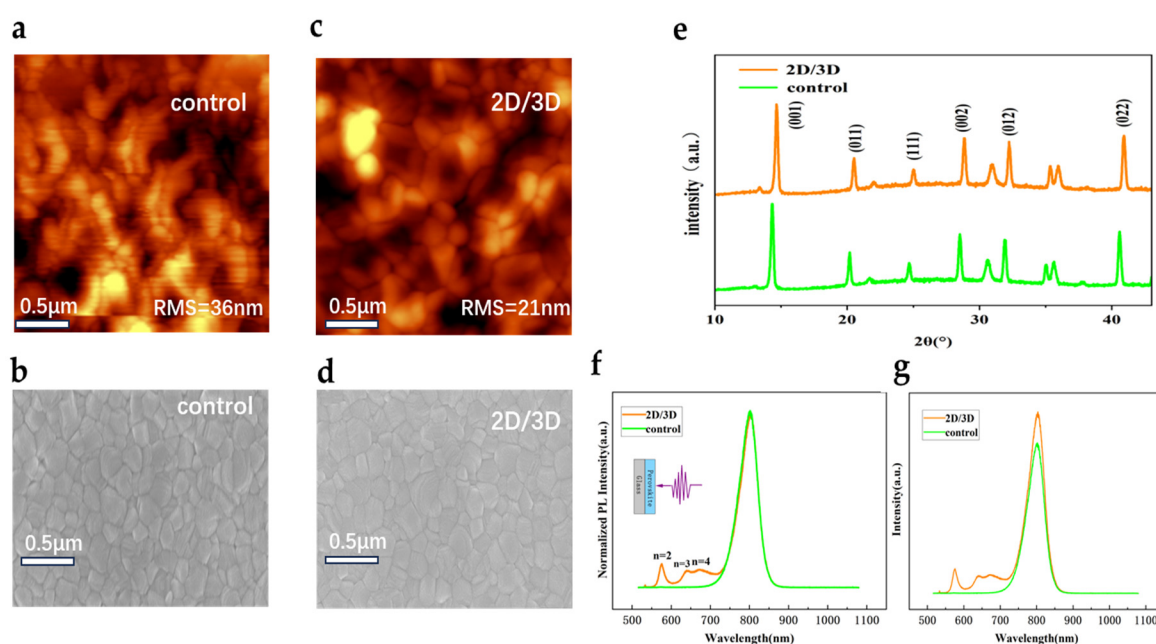 a
control
0.5μm
RMS=36nm
c
2D/3D
0.5μm
RMS=21nm
e
2D/3D
control
(001)
(011)
(111)
(002)
(012)
(022)
intensity (a.u.)
10
20
30
40
2θ(°)
b
control
0.5μm
d
2D/3D
0.5μm
f
2D/3D
control
Glass
Perovskite
n=2
n=3
n=4
Normalized PL Intensity(a.u.)
500
600
700
800
900
1000
1100
Wavelength(nm)
g
2D/3D
control
Intensity(a.u.)
500
600
700
800
900
1000
1100
Wavelength(nm)